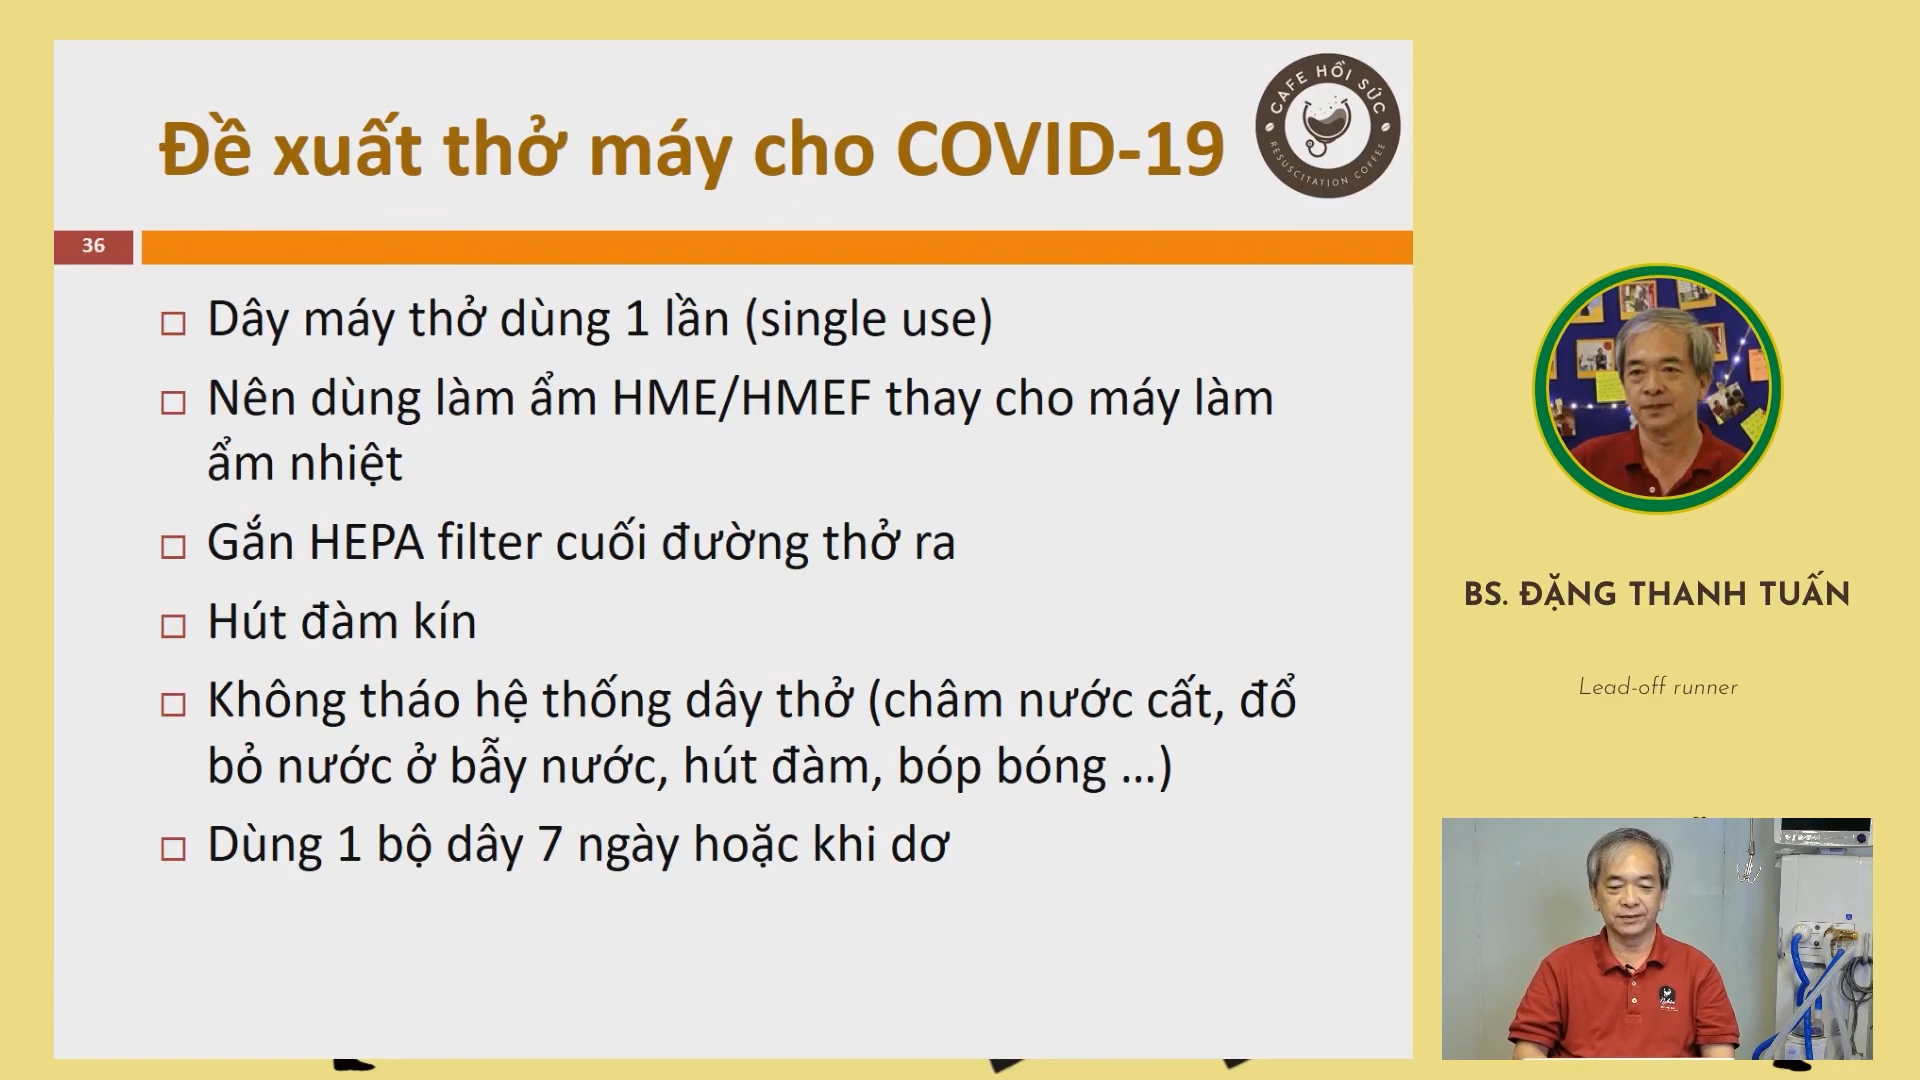 Đề xuất thở máy cho COVID-19
CAFE HỒI SỨC
RESUSCITATION COFFEE
36
Dây máy thở dùng 1 lần (single use)
Nên dùng làm ẩm HME/HMEF thay cho máy làm
ẩm nhiệt
Gắn HEPA filter cuối đường thở ra
Hút đàm kín
Không tháo hệ thống dây thở (châm nước cất, đổ
bỏ nước ở bẫy nước, hút đàm, bóp bóng ...)
Dùng 1 bộ dây 7 ngày hoặc khi dơ
BS. ĐẶNG THANH TUẤN
Lead-off runner